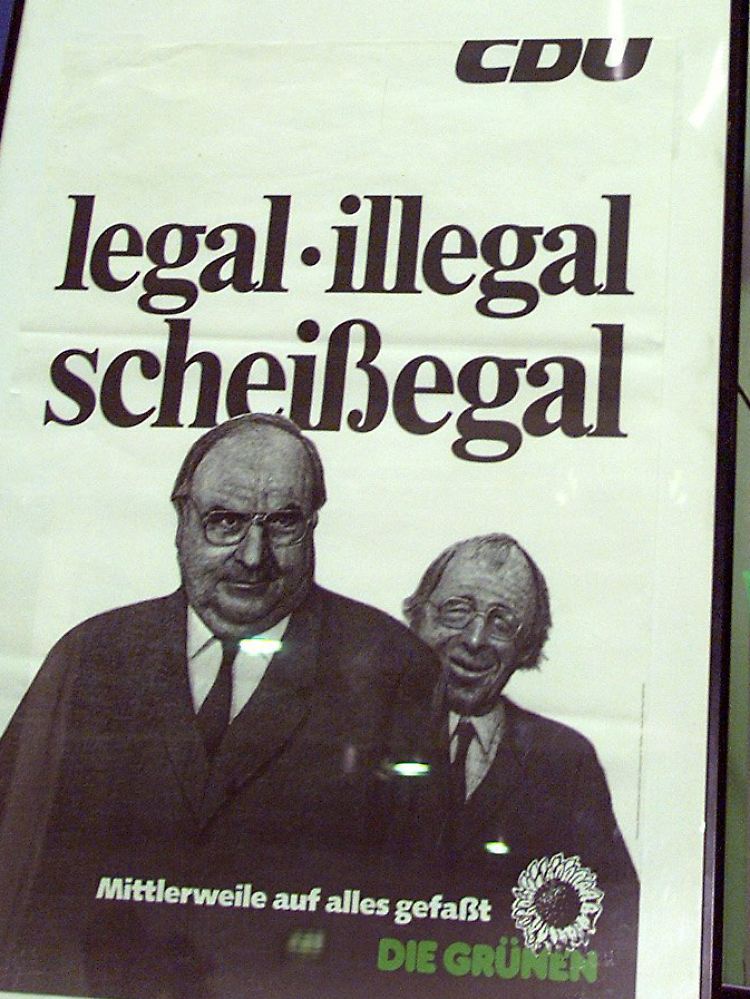 CDU
legal·illegal
scheißegal
Mittlerweile auf alles gefaßt
DIE GRÜNEN